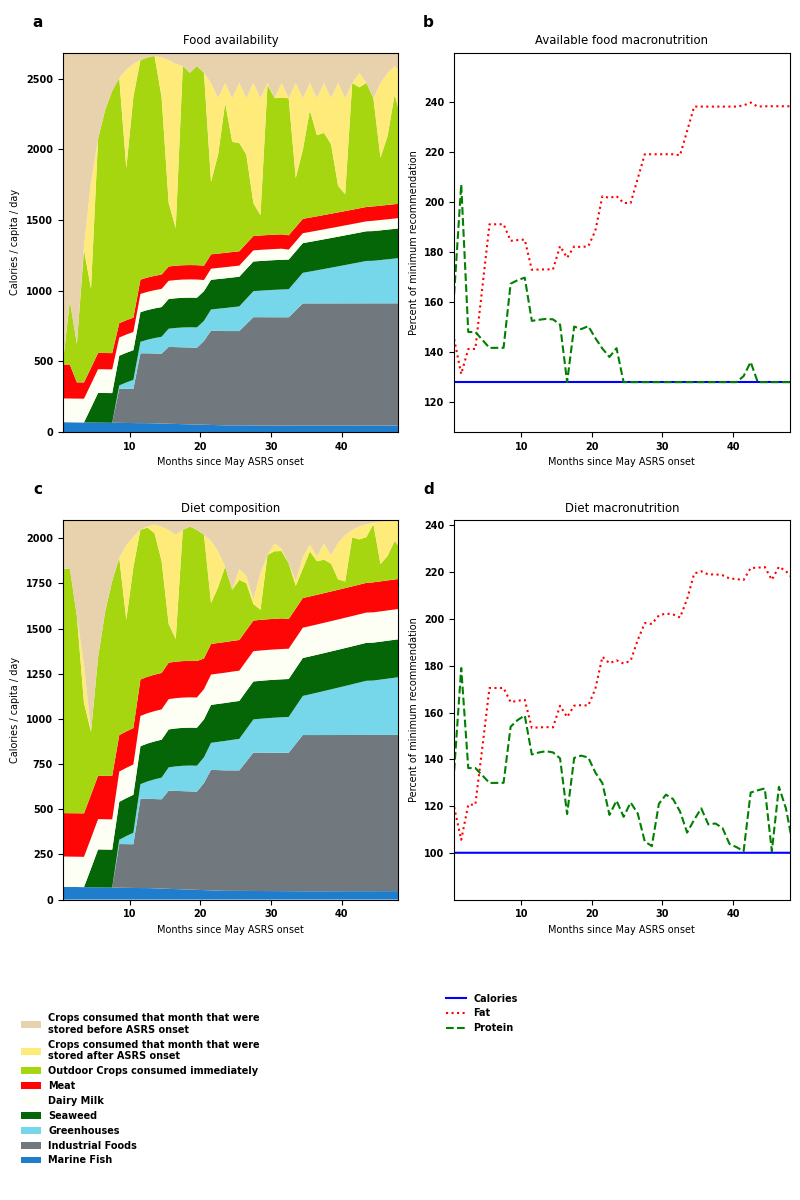 a
Food availability
Calories / capita / day
2500
2000
1500
1000
500
0
10
20
30
40
Months since May ASRS onset
b
Available food macronutrition
Percent of minimum recommendation
240
220
200
180
160
140
120
10
20
30
40
Months since May ASRS onset
c
Diet composition
Calories / capita / day
2000
1750
1500
1250
1000
750
500
250
0
10
20
30
40
Months since May ASRS onset
d
Diet macronutrition
Percent of minimum recommendation
240
220
200
180
160
140
120
100
10
20
30
40
Months since May ASRS onset
Crops consumed that month that were
stored before ASRS onset
Crops consumed that month that were
stored after ASRS onset
Outdoor Crops consumed immediately
Meat
Dairy Milk
Seaweed
Greenhouses
Industrial Foods
Marine Fish
Calories
Fat
Protein